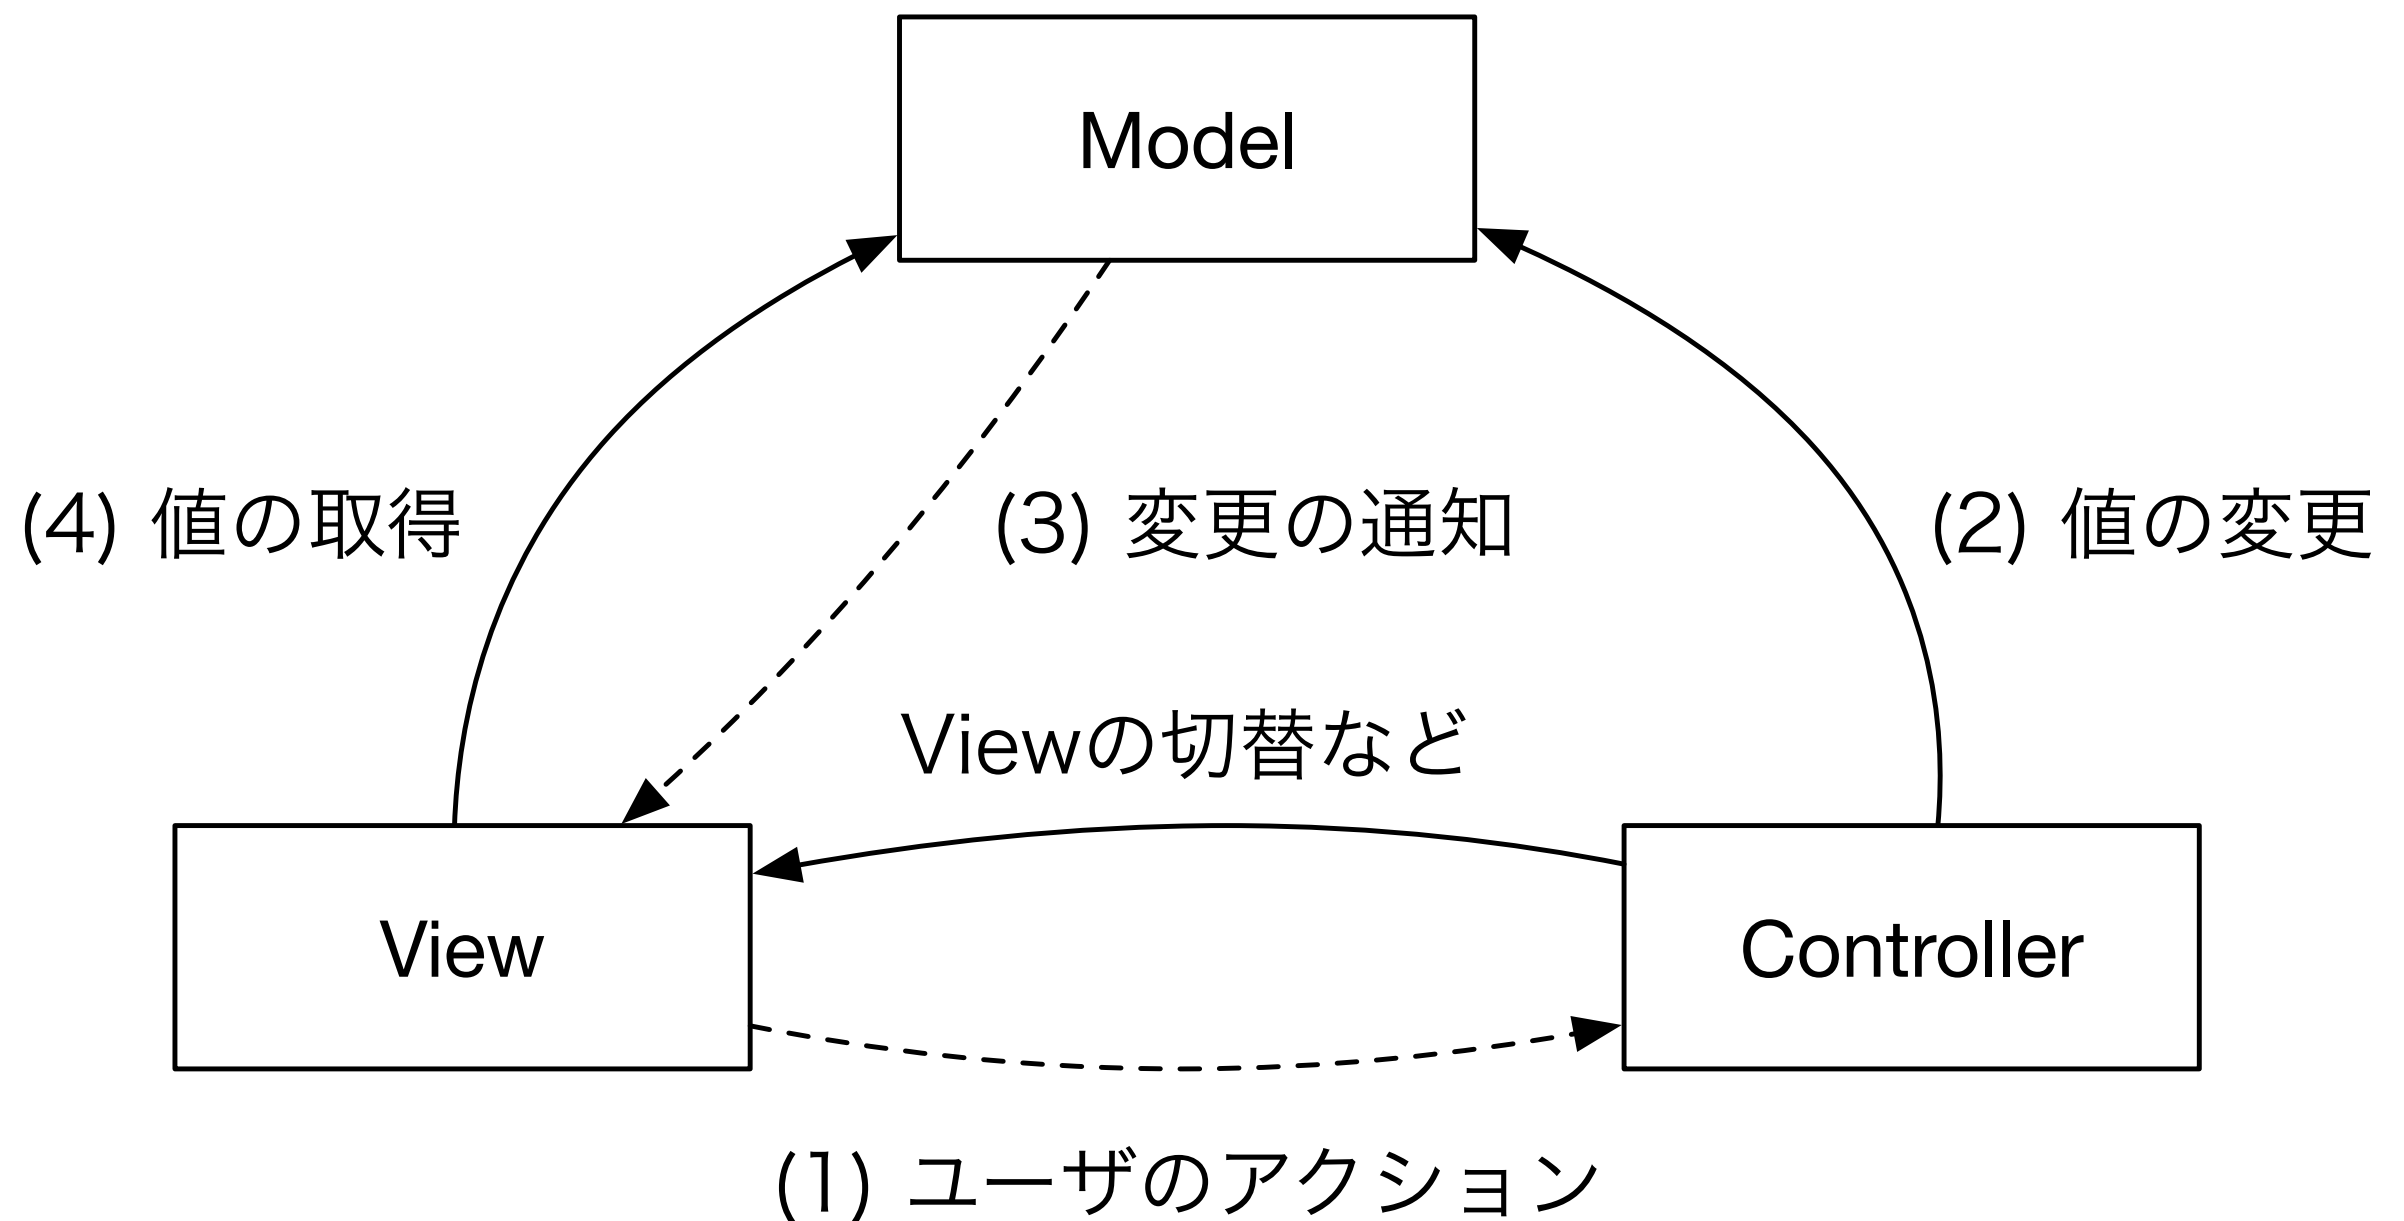 Model
(4) 値の取得
(3) 変更の通知
(2) 値の変更
Viewの切替など
View
Controller
(1) ユーザのアクション